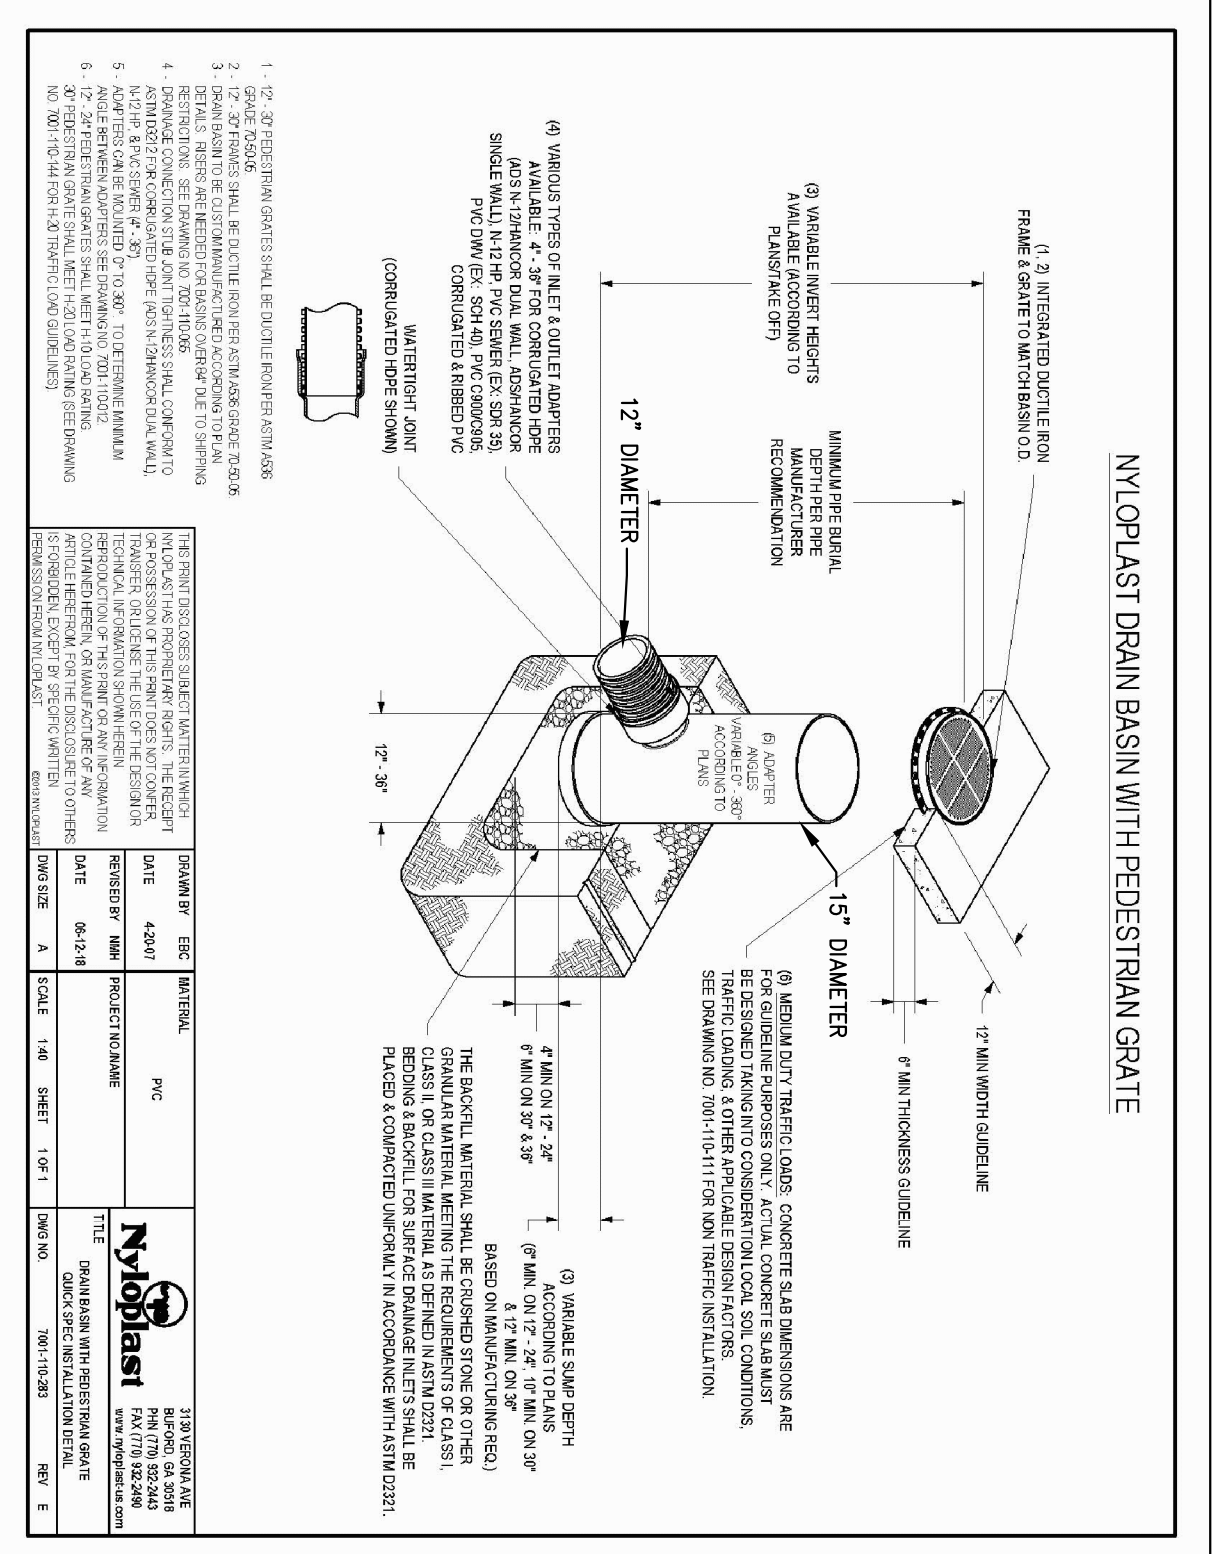 NYLOPLAST DRAIN BASIN WITH PEDESTRIAN GRATE
(1, 2) INTEGRATED DUCTILE IRON
FRAME & GRATE TO MATCH BASIN O.D.
(3) VARIABLE INVERT HEIGHTS
AVAILABLE (ACCORDING TO
PLANS/TAKE OFF)
MINIMUM PIPE BURIAL
DEPTH PER PIPE
MANUFACTURER
RECOMMENDATION
(4) VARIOUS TYPES OF INLET & OUTLET ADAPTERS
AVAILABLE: 4" - 36" FOR CORRUGATED HDPE
(ADS N-12/HANCOR DUAL WALL, ADS/HANCOR
SINGLE WALL), N-12 HP, PVC SEWER (EX: SDR 35),
PVC DWV (EX: SCH 40), PVC C900/C905,
CORRUGATED & RIBBED PVC
12" DIAMETER
WATERTIGHT JOINT
(CORRUGATED HDPE SHOWN)
12" - 36"
(5) ADAPTER
ANGLES
VARIABLE 0° - 360°
ACCORDING TO
PLANS
15" DIAMETER
12" MIN WIDTH GUIDELINE
6" MIN THICKNESS GUIDELINE
(6) MEDIUM DUTY TRAFFIC LOADS: CONCRETE SLAB DIMENSIONS ARE
FOR GUIDELINE PURPOSES ONLY. ACTUAL CONCRETE SLAB MUST
BE DESIGNED TAKING INTO CONSIDERATION LOCAL SOIL CONDITIONS,
TRAFFIC LOADING, & OTHER APPLICABLE DESIGN FACTORS.
SEE DRAWING NO. 7001-110-111 FOR NON TRAFFIC INSTALLATION.
(3) VARIABLE SUMP DEPTH
ACCORDING TO PLANS
(6" MIN. ON 12" - 24", 10" MIN. ON 30"
& 12" MIN. ON 36"
BASED ON MANUFACTURING REQ.)
4" MIN ON 12" - 24"
6" MIN ON 30" & 36"
THE BACKFILL MATERIAL SHALL BE CRUSHED STONE OR OTHER
GRANULAR MATERIAL MEETING THE REQUIREMENTS OF CLASS I,
CLASS II, OR CLASS III MATERIAL AS DEFINED IN ASTM D2321.
BEDDING & BACKFILL FOR SURFACE DRAINAGE INLETS SHALL BE
PLACED & COMPACTED UNIFORMLY IN ACCORDANCE WITH ASTM D2321.
1 - 12" - 30" PEDESTRIAN GRATES SHALL BE DUCTILE IRON PER ASTM A536
GRADE 70-50-05.
2 - 12" - 30" FRAMES SHALL BE DUCTILE IRON PER ASTM A536 GRADE 70-50-05.
3 - DRAIN BASIN TO BE CUSTOM MANUFACTURED ACCORDING TO PLAN
DETAILS. RISERS ARE NEEDED FOR BASINS OVER 84" DUE TO SHIPPING
RESTRICTIONS. SEE DRAWING NO. 7001-110-065
4 - DRAINAGE CONNECTION STUB JOINT TIGHTNESS SHALL CONFORM TO
ASTM D3212 FOR CORRUGATED HDPE (ADS N-12/HANCOR DUAL WALL),
N-12 HP, & PVC SEWER (4" - 36").
5 - ADAPTERS CAN BE MOUNTED 0° TO 360°. TO DETERMINE MINIMUM
ANGLE BETWEEN ADAPTERS SEE DRAWING NO. 7001-110-012
6 - 12" - 24" PEDESTRIAN GRATES SHALL MEET H-10 LOAD RATING.
30" PEDESTRIAN GRATE SHALL MEET H-20 LOAD RATING (SEE DRAWING
NO. 7001-110-144 FOR H-20 TRAFFIC LOAD GUIDELINES).
THIS PRINT DISCLOSES SUBJECT MATTER IN WHICH
NYLOPLAST HAS PROPRIETARY RIGHTS. THE RECEIPT
OR POSSESSION OF THIS PRINT DOES NOT CONFER,
TRANSFER, OR LICENSE THE USE OF THE DESIGN OR
TECHNICAL INFORMATION SHOWN HEREIN
REPRODUCTION OF THIS PRINT OR ANY INFORMATION
CONTAINED HEREIN, OR MANUFACTURE OF ANY
ARTICLE HEREFROM, FOR THE DISCLOSURE TO OTHERS
IS FORBIDDEN, EXCEPT BY SPECIFIC WRITTEN
PERMISSION FROM NYLOPLAST.
©2013 NYLOPLAST
DRAWN BY EBC
DATE 4-20-07
REVISED BY NMH
DATE 06-12-18
DWG SIZE A
MATERIAL
PVC
PROJECT NO./NAME
SCALE 1:40 SHEET 1 OF 1
Nyloplast
3130 VERONA AVE
BUFORD, GA 30518
PHN (770) 932-2443
FAX (770) 932-2490
www.nyloplast-us.com
TITLE
DRAIN BASIN WITH PEDESTRIAN GRATE
QUICK SPEC INSTALLATION DETAIL
DWG NO. 7001-110-283 REV E